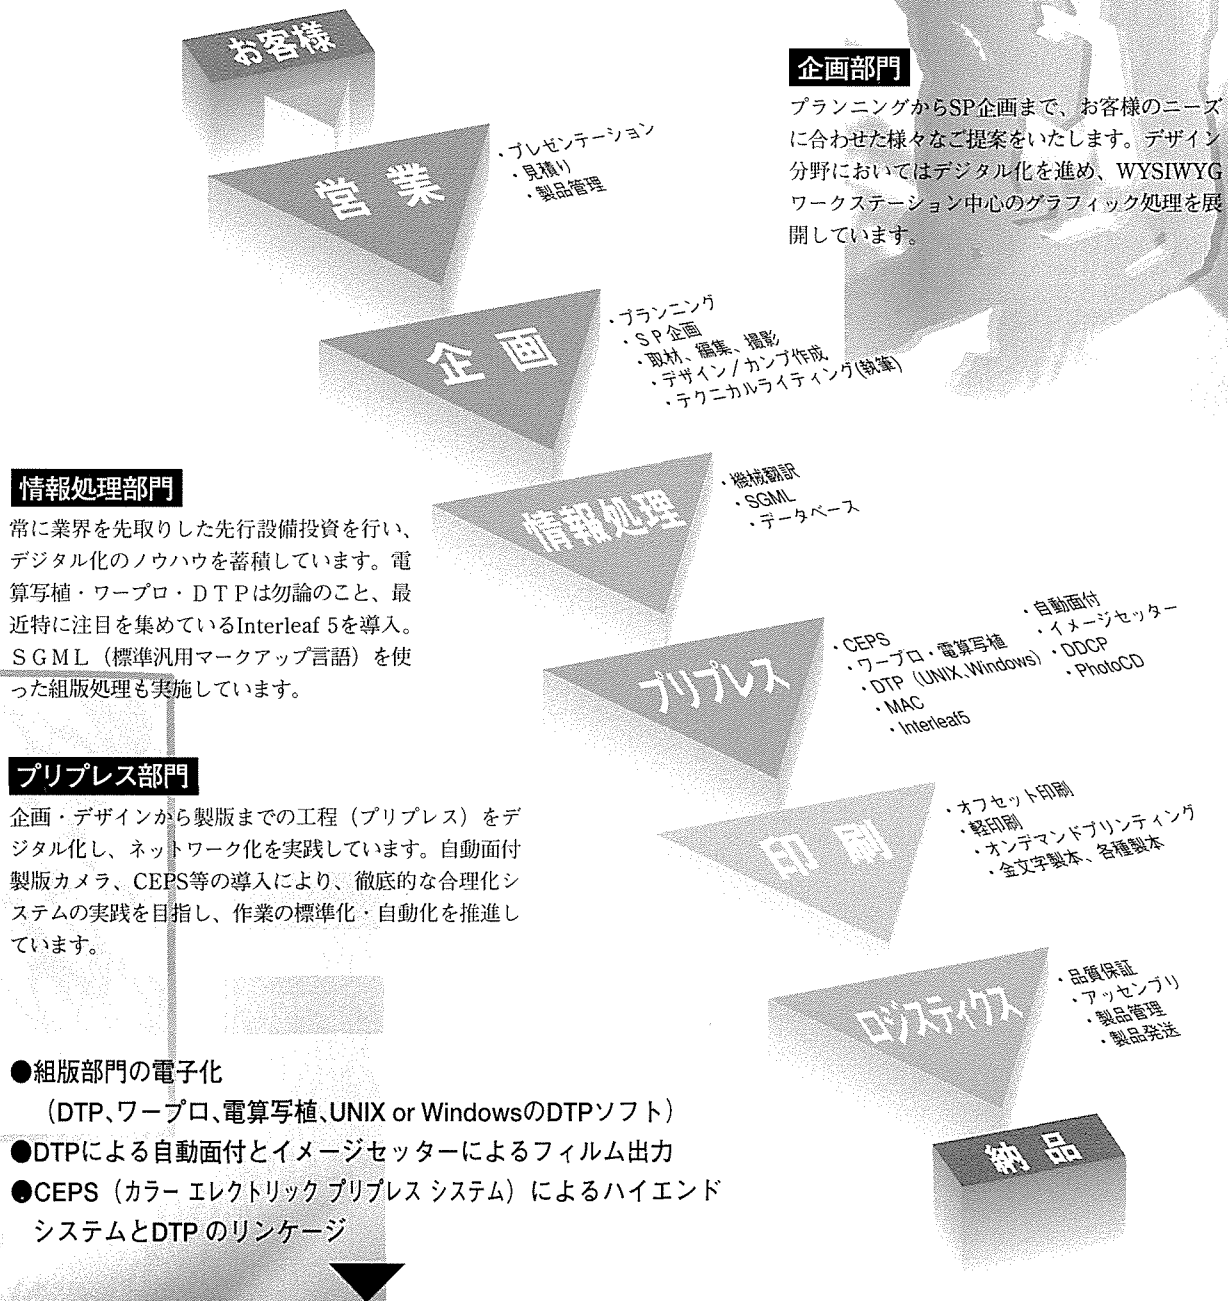 お客様
営業
・プレゼンテーション
・見積り
・製品管理
企画部門
プランニングからSP企画まで、お客様のニーズ
に合わせた様々なご提案をいたします。デザイン
分野においてはデジタル化を進め、WYSIWYG
ワークステーション中心のグラフィック処理を展
開しています。
企画
・プランニング
・SP企画
・取材、編集、撮影
・デザイン/カンプ作成
・テクニカルライティング(執筆)
情報処理部門
常に業界を先取りした先行設備投資を行い、
デジタル化のノウハウを蓄積しています。電
算写植・ワープロ・DTPは勿論のこと、最
近特に注目を集めているInterleaf 5を導入。
SGML（標準汎用マークアップ言語）を使
った組版処理も実施しています。
情報処理
・機械翻訳
・SGML
・データベース
プリプレス
・CEPS
・ワープロ・電算写植
・DTP（UNIX、Windows）
・MAC
・Interleaf5
・自動面付
・イメージセッター
・DDCP
・PhotoCD
プリプレス部門
企画・デザインから製版までの工程（プリプレス）をデ
ジタル化し、ネットワーク化を実践しています。自動面付
製版カメラ、CEPS等の導入により、徹底的な合理化シ
ステムの実践を目指し、作業の標準化・自動化を推進し
ています。
印刷
・オフセット印刷
・軽印刷
・オンデマンドプリンティング
・金文字製本、各種製本
ロジスティクス
・品質保証
・アッセンブリ
・製品管理
・製品発送
納品
●組版部門の電子化
（DTP、ワープロ、電算写植、UNIX or WindowsのDTPソフト）
●DTPによる自動面付とイメージセッターによるフィルム出力
●CEPS（カラー エレクトリック プリプレス システム）によるハイエンド
システムとDTP のリンケージ